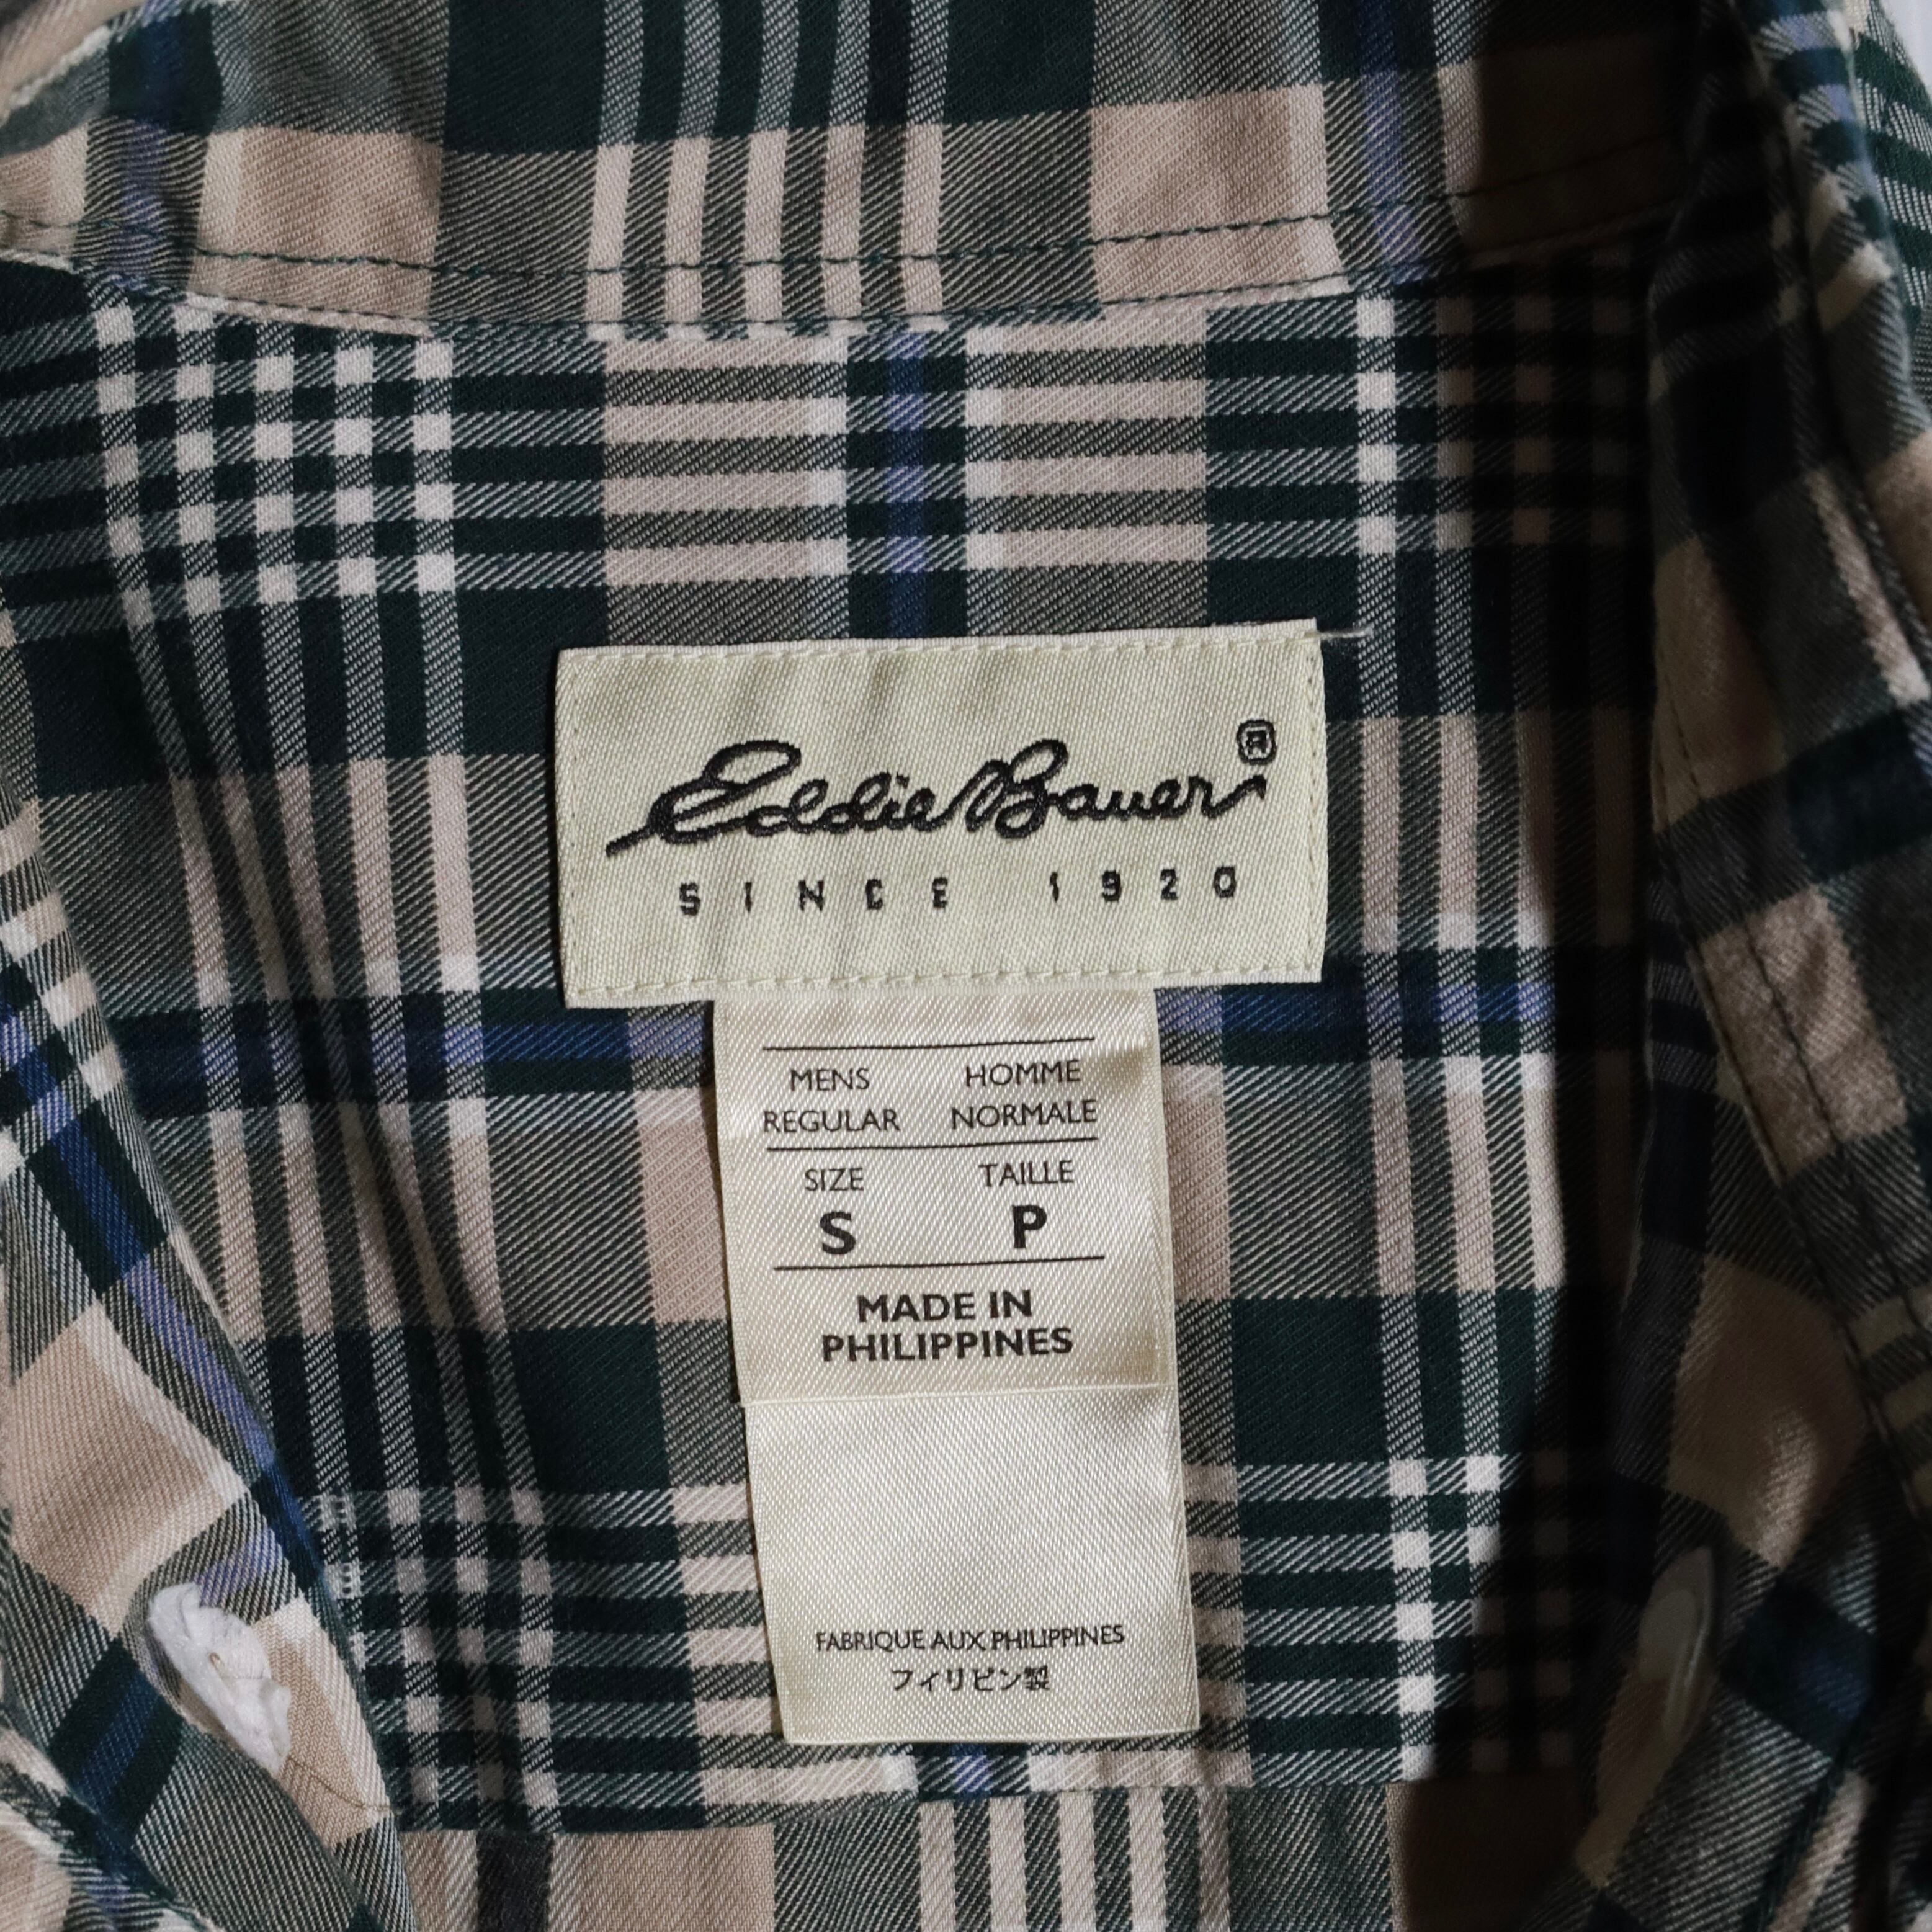 Eddie Bauer®
SINCE 1920
MENS HOMME
REGULAR NORMALE
SIZE TAILLE
S P
MADE IN
PHILIPPINES
FABRIQUE AUX PHILIPPINES
フィリピン製